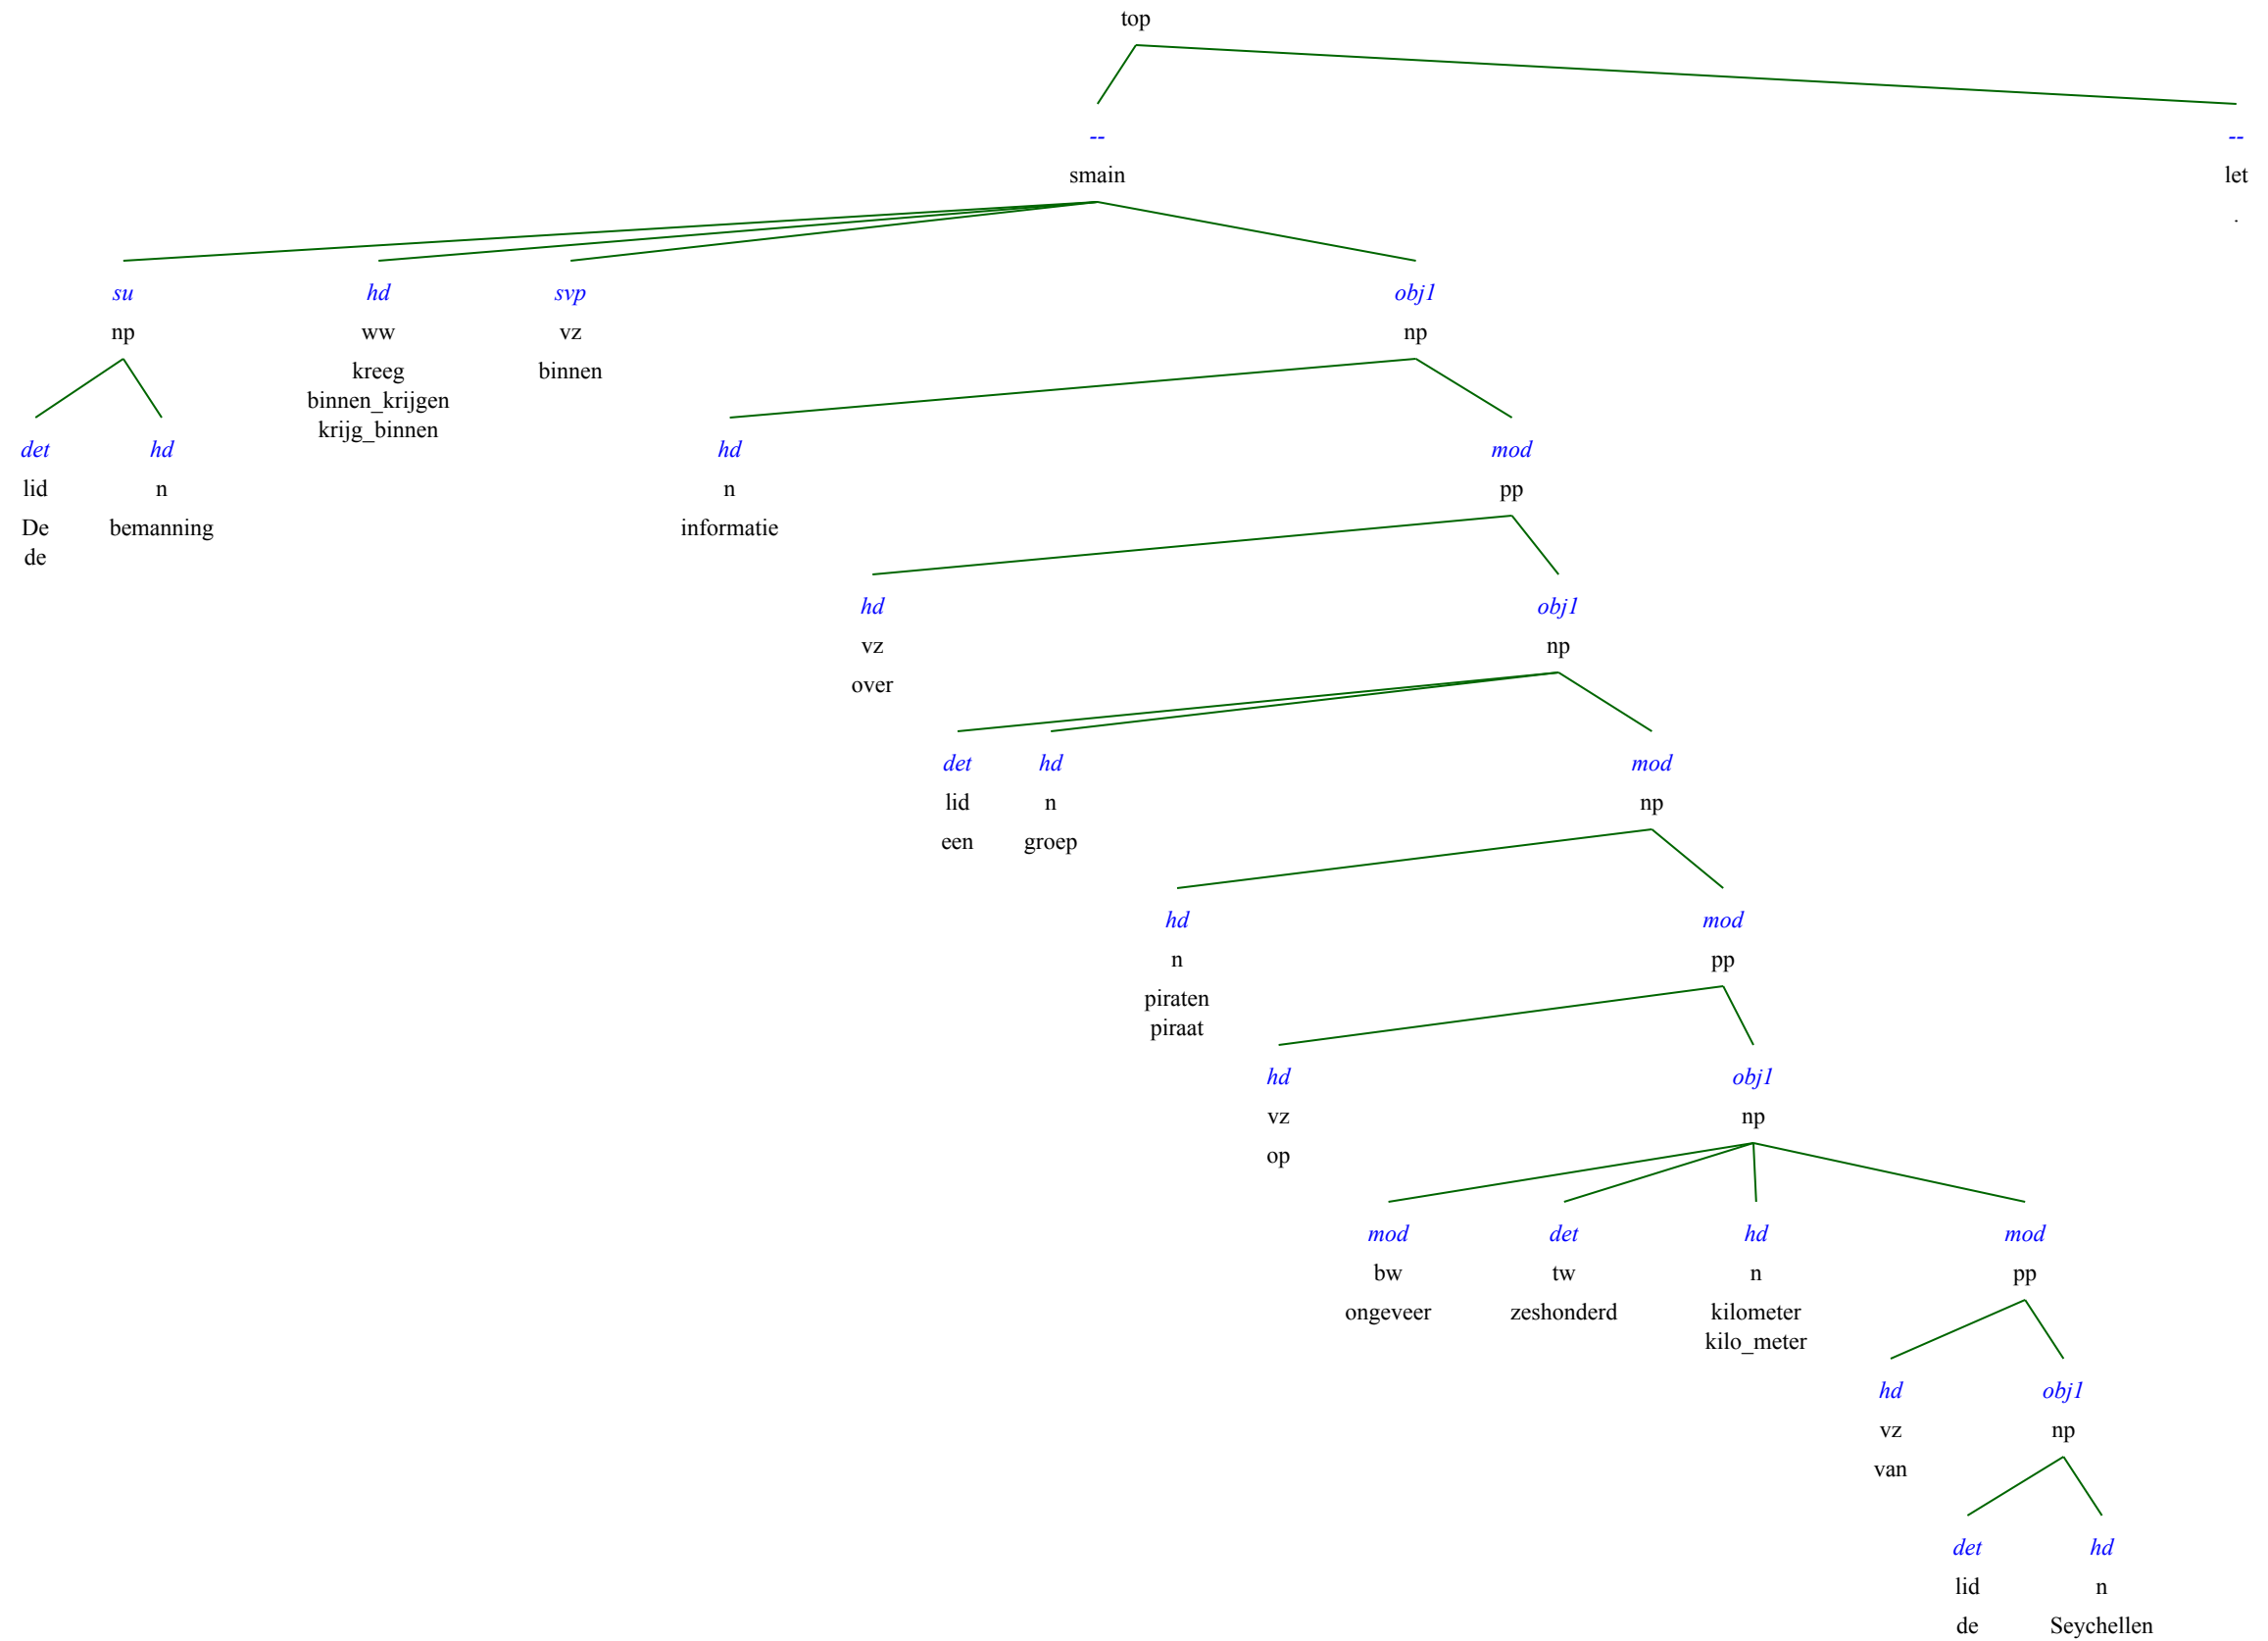 top
-- --
smain let
.
su hd svp obj1
np ww vz np
kreeg binnen
binnen_krijgen
krijg_binnen
det hd hd mod
lid n n pp
De bemanning informatie
de
hd obj1
vz np
over
det hd mod
lid n np
een groep
hd mod
n pp
piraten
piraat
hd obj1
vz np
op
mod det hd mod
bw tw n pp
ongeveer zeshonderd kilometer
kilo_meter
hd obj1
vz np
van
det hd
lid n
de Seychellen